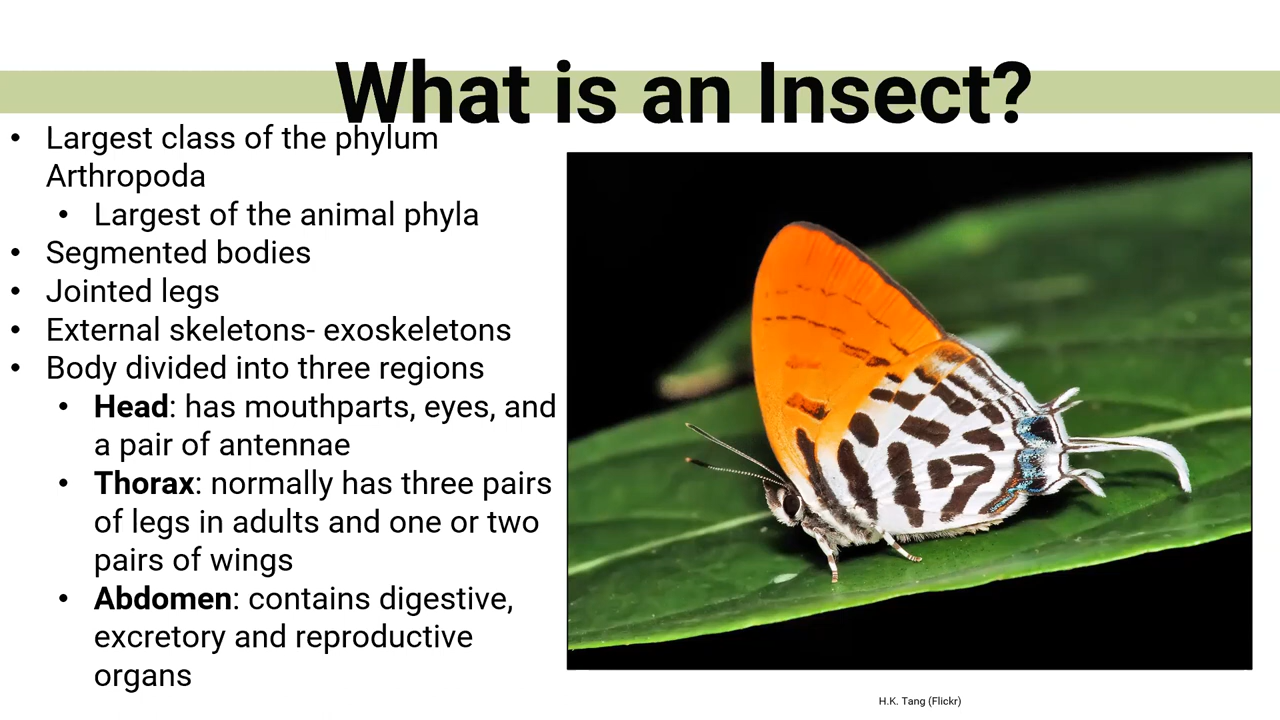 What is an Insect?
• Largest class of the phylum
Arthropoda
• Largest of the animal phyla
• Segmented bodies
• Jointed legs
• External skeletons- exoskeletons
• Body divided into three regions
• Head: has mouthparts, eyes, and
a pair of antennae
• Thorax: normally has three pairs
of legs in adults and one or two
pairs of wings
• Abdomen: contains digestive,
excretory and reproductive
organs
H.K. Tang (Flickr)